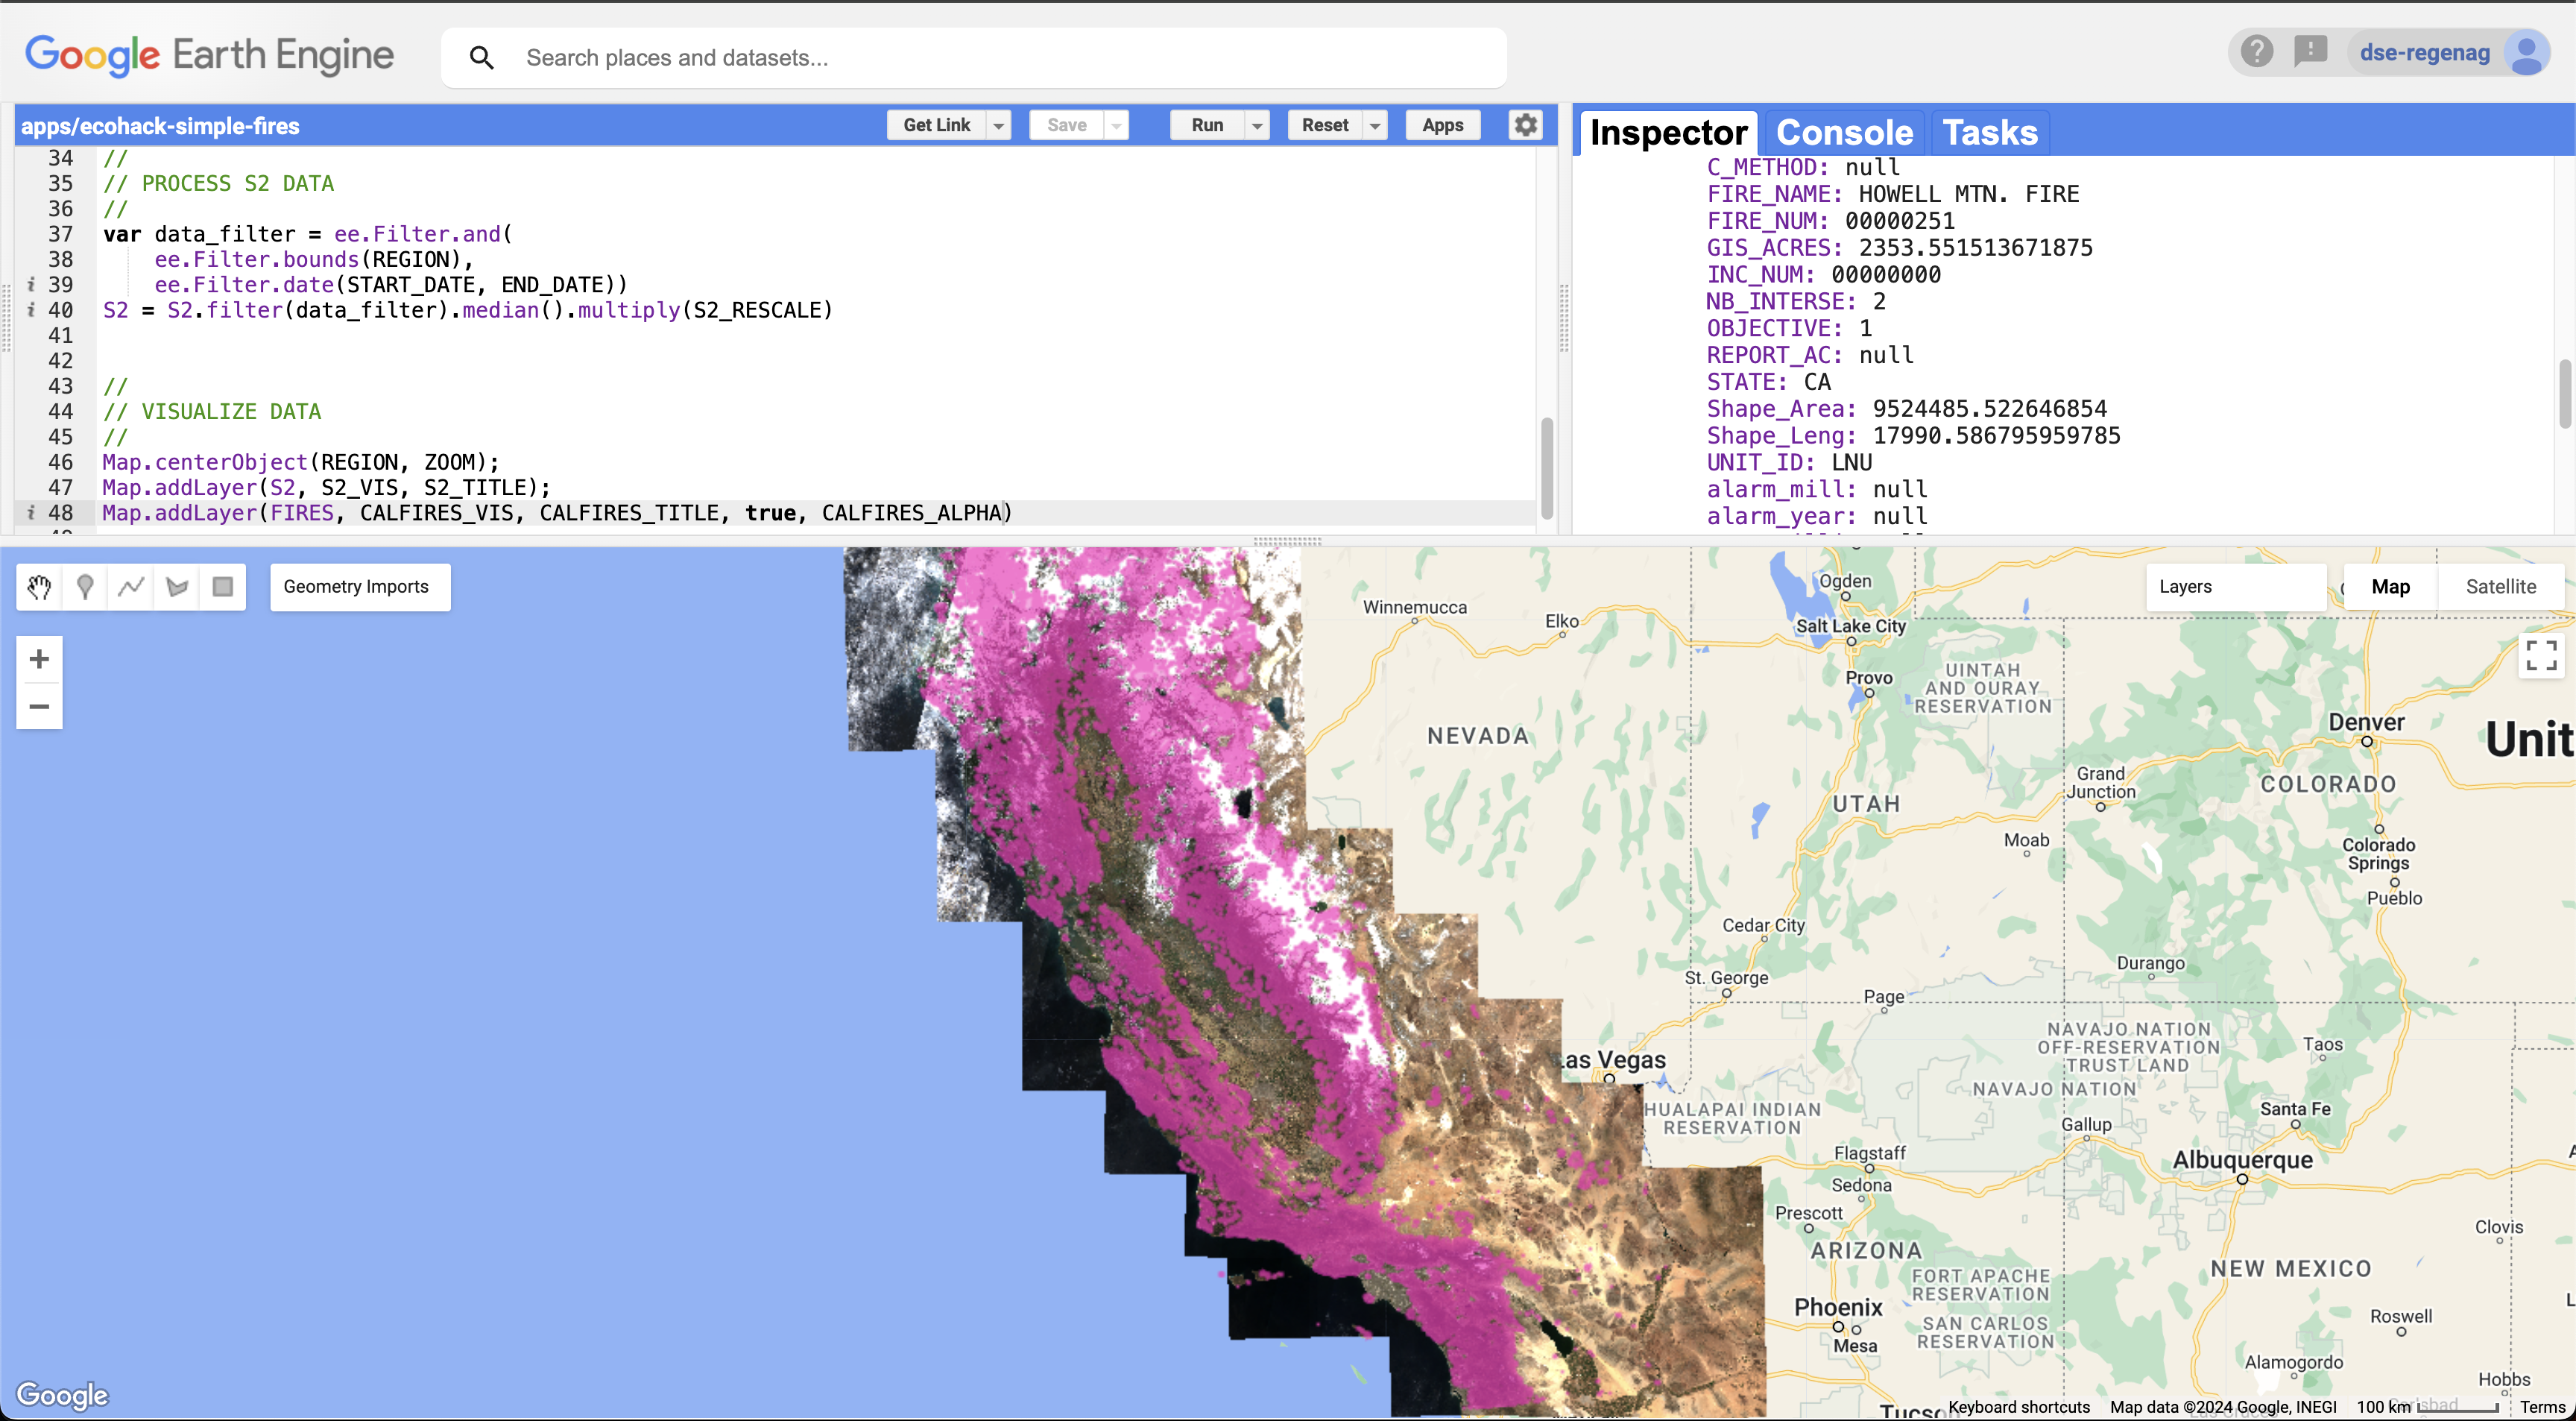 Google Earth Engine
Search places and datasets...
dse-regenag
apps/ecohack-simple-fires
Get Link
Save
Run
Reset
Apps
34 //
35 // PROCESS S2 DATA
36 //
37 var data_filter = ee.Filter.and(
38 ee.Filter.bounds(REGION),
39 ee.Filter.date(START_DATE, END_DATE))
40 S2 = S2.filter(data_filter).median().multiply(S2_RESCALE)
41
42
43 //
44 // VISUALIZE DATA
45 //
46 Map.centerObject(REGION, ZOOM);
47 Map.addLayer(S2, S2_VIS, S2_TITLE);
48 Map.addLayer(FIRES, CALFIRES_VIS, CALFIRES_TITLE, true, CALFIRES_ALPHA)
Inspector
Console
Tasks
C_METHOD: null
FIRE_NAME: HOWELL MTN. FIRE
FIRE_NUM: 00000251
GIS_ACRES: 2353.551513671875
INC_NUM: 00000000
NB_INTERSE: 2
OBJECTIVE: 1
REPORT_AC: null
STATE: CA
Shape_Area: 9524485.522646854
Shape_Leng: 17990.586795959785
UNIT_ID: LNU
alarm_mill: null
alarm_year: null
Geometry Imports
Layers
Map
Satellite
Winnemucca
Elko
Ogden
Salt Lake City
Provo
UINTAH
AND OURAY
RESERVATION
NEVADA
UTAH
Denver
Unit
Grand
Junction
COLORADO
Moab
Colorado
Springs
Pueblo
Cedar City
St. George
Durango
Page
NAVAJO NATION
OFF-RESERVATION
TRUST LAND
Taos
Las Vegas
NAVAJO NATION
HUALAPAI INDIAN
RESERVATION
Santa Fe
Gallup
Flagstaff
Albuquerque
Sedona
Prescott
Clovis
ARIZONA
NEW MEXICO
FORT APACHE
RESERVATION
Phoenix
SAN CARLOS
RESERVATION
Roswell
Mesa
Alamogordo
Hobbs
Google
Keyboard shortcuts
Map data ©2024 Google, INEGI
100 km
Terms